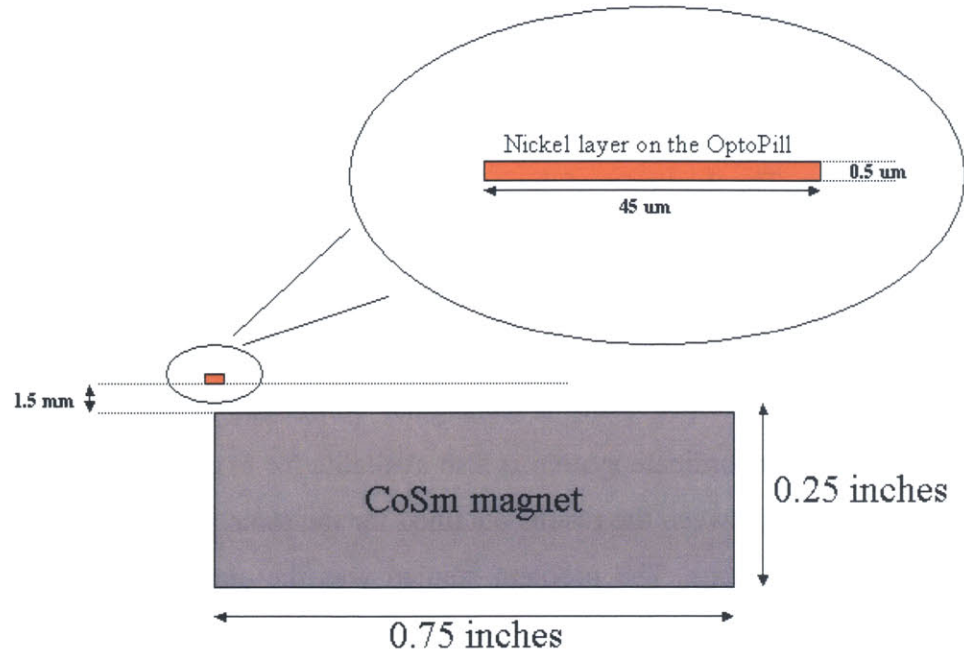 Nickel layer on the OptoPill
0.5 um
45 um
1.5 mm
CoSm magnet
0.25 inches
0.75 inches